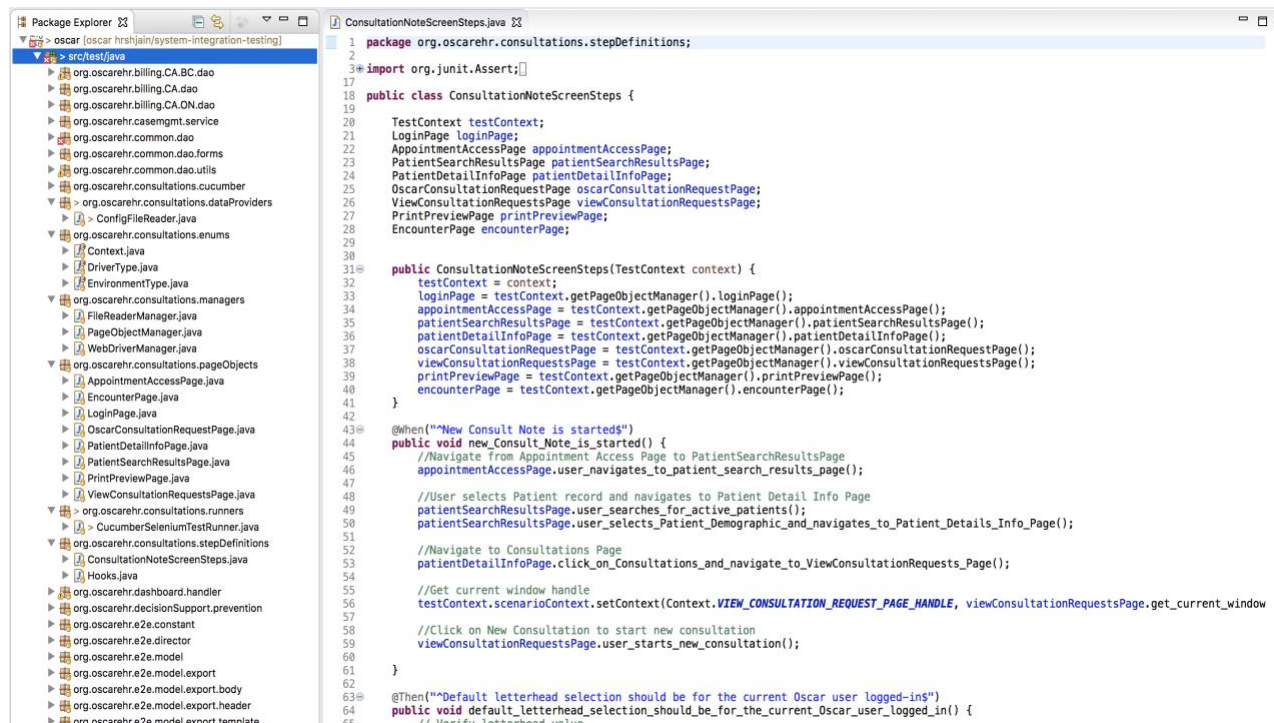 Package Explorer
> oscar [oscar hrshjain/system-integration-testing]
> src/test/java
org.oscarehr.billing.CA.BC.dao
org.oscarehr.billing.CA.dao
org.oscarehr.billing.CA.ON.dao
org.oscarehr.casemgmt.service
org.oscarehr.common.dao
org.oscarehr.common.dao.forms
org.oscarehr.common.dao.utils
org.oscarehr.consultations.cucumber
> org.oscarehr.consultations.dataProviders
> ConfigFileReader.java
org.oscarehr.consultations.enums
Context.java
DriverType.java
EnvironmentType.java
org.oscarehr.consultations.managers
FileReaderManager.java
PageObjectManager.java
WebDriverManager.java
org.oscarehr.consultations.pageObjects
AppointmentAccessPage.java
EncounterPage.java
LoginPage.java
OscarConsultationRequestPage.java
PatientDetailInfoPage.java
PatientSearchResultsPage.java
PrintPreviewPage.java
ViewConsultationRequestsPage.java
> org.oscarehr.consultations.runners
> CucumberSeleniumTestRunner.java
org.oscarehr.consultations.stepDefinitions
ConsultationNoteScreenSteps.java
Hooks.java
org.oscarehr.dashboard.handler
org.oscarehr.decisionSupport.prevention
org.oscarehr.e2e.constant
org.oscarehr.e2e.director
org.oscarehr.e2e.model
org.oscarehr.e2e.model.export
org.oscarehr.e2e.model.export.body
org.oscarehr.e2e.model.export.header
org.oscarehr.e2e.model.export.template
ConsultationNoteScreenSteps.java
1 package org.oscarehr.consultations.stepDefinitions;
2
3 import org.junit.Assert;
17
18 public class ConsultationNoteScreenSteps {
19
20 TestContext testContext;
21 LoginPage loginPage;
22 AppointmentAccessPage appointmentAccessPage;
23 PatientSearchResultsPage patientSearchResultsPage;
24 PatientDetailInfoPage patientDetailInfoPage;
25 OscarConsultationRequestPage oscarConsultationRequestPage;
26 ViewConsultationRequestsPage viewConsultationRequestsPage;
27 PrintPreviewPage printPreviewPage;
28 EncounterPage encounterPage;
29
30
31 public ConsultationNoteScreenSteps(TestContext context) {
32 testContext = context;
33 loginPage = testContext.getPageObjectManager().loginPage();
34 appointmentAccessPage = testContext.getPageObjectManager().appointmentAccessPage();
35 patientSearchResultsPage = testContext.getPageObjectManager().patientSearchResultsPage();
36 patientDetailInfoPage = testContext.getPageObjectManager().patientDetailInfoPage();
37 oscarConsultationRequestPage = testContext.getPageObjectManager().oscarConsultationRequestPage();
38 viewConsultationRequestsPage = testContext.getPageObjectManager().viewConsultationRequestsPage();
39 printPreviewPage = testContext.getPageObjectManager().printPreviewPage();
40 encounterPage = testContext.getPageObjectManager().encounterPage();
41 }
42
43 @When("^New Consult Note is started$")
44 public void new_Consult_Note_is_started() {
45 //Navigate from Appointment Access Page to PatientSearchResultsPage
46 appointmentAccessPage.user_navigates_to_patient_search_results_page();
47
48 //User selects Patient record and navigates to Patient Detail Info Page
49 patientSearchResultsPage.user_searches_for_active_patients();
50 patientSearchResultsPage.user_selects_Patient_Demographic_and_navigates_to_Patient_Details_Info_Page();
51
52 //Navigate to Consultations Page
53 patientDetailInfoPage.click_on_Consultations_and_navigate_to_ViewConsultationRequests_Page();
54
55 //Get current window handle
56 testContext.scenarioContext.setContext(Context.VIEW_CONSULTATION_REQUEST_PAGE_HANDLE, viewConsultationRequestsPage.get_current_window
57
58 //Click on New Consultation to start new consultation
59 viewConsultationRequestsPage.user_starts_new_consultation();
60
61 }
62
63 @Then("^Default letterhead selection should be for the current Oscar user logged-in$")
64 public void default_letterhead_selection_should_be_for_the_current_Oscar_user_logged_in() {
65 // Verify letterhead value